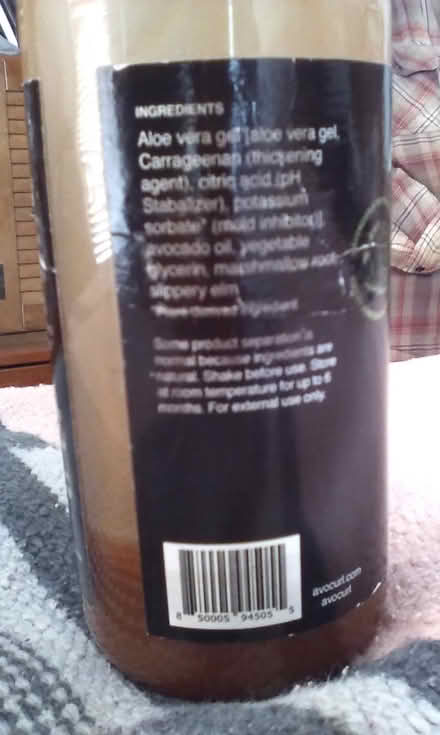 INGREDIENTS
Aloe vera gel [aloe vera gel,
Carrageenan (thickening
agent), citric acid (pH
Stabalizer), potassium
sorbate* (mold inhibitor)]
avocado oil, vegetable
glycerin, marshmallow root
slippery elm
ingredient
Some product separation is
normal because ingredients are
natural. Shake before use. Store
at room temperature for up to 6
months. For external use only.
8 50005 94505 5
avocurl.com
avocurl